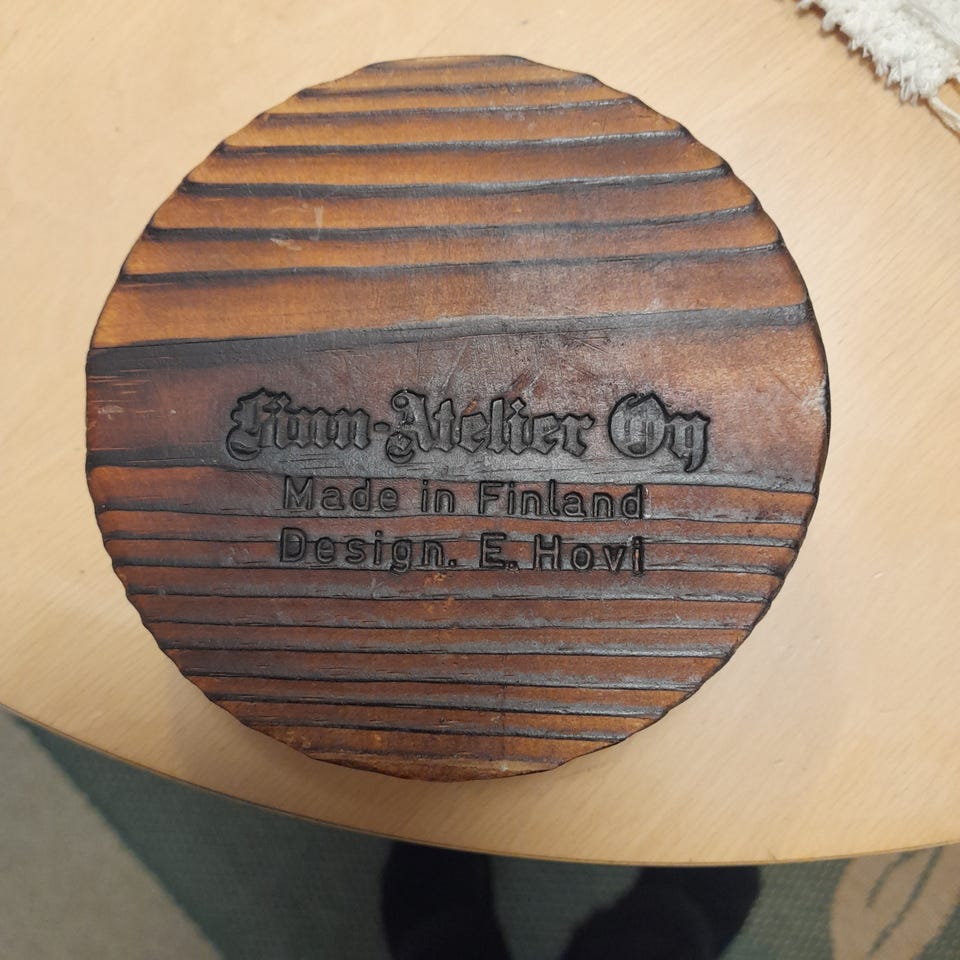 Finn-Atelier Oy
Made in Finland
Design. E. Hovi